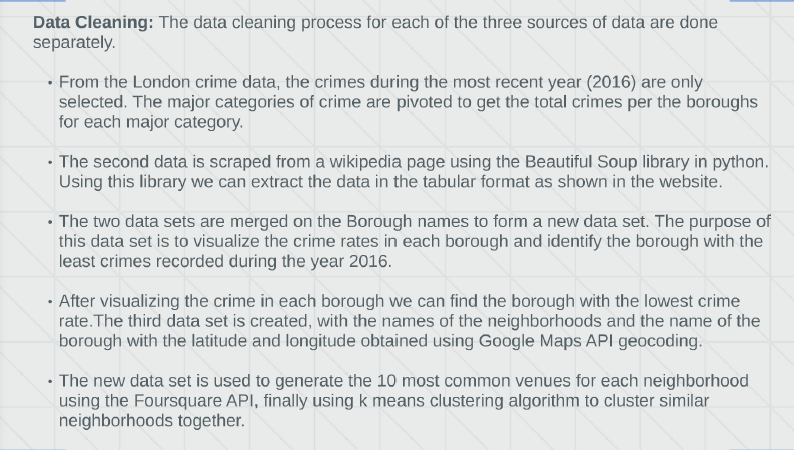 Data Cleaning: The data cleaning process for each of the three sources of data are done
separately.
• From the London crime data, the crimes during the most recent year (2016) are only
selected. The major categories of crime are pivoted to get the total crimes per the boroughs
for each major category.
• The second data is scraped from a wikipedia page using the Beautiful Soup library in python.
Using this library we can extract the data in the tabular format as shown in the website.
• The two data sets are merged on the Borough names to form a new data set. The purpose of
this data set is to visualize the crime rates in each borough and identify the borough with the
least crimes recorded during the year 2016.
• After visualizing the crime in each borough we can find the borough with the lowest crime
rate.The third data set is created, with the names of the neighborhoods and the name of the
borough with the latitude and longitude obtained using Google Maps API geocoding.
• The new data set is used to generate the 10 most common venues for each neighborhood
using the Foursquare API, finally using k means clustering algorithm to cluster similar
neighborhoods together.